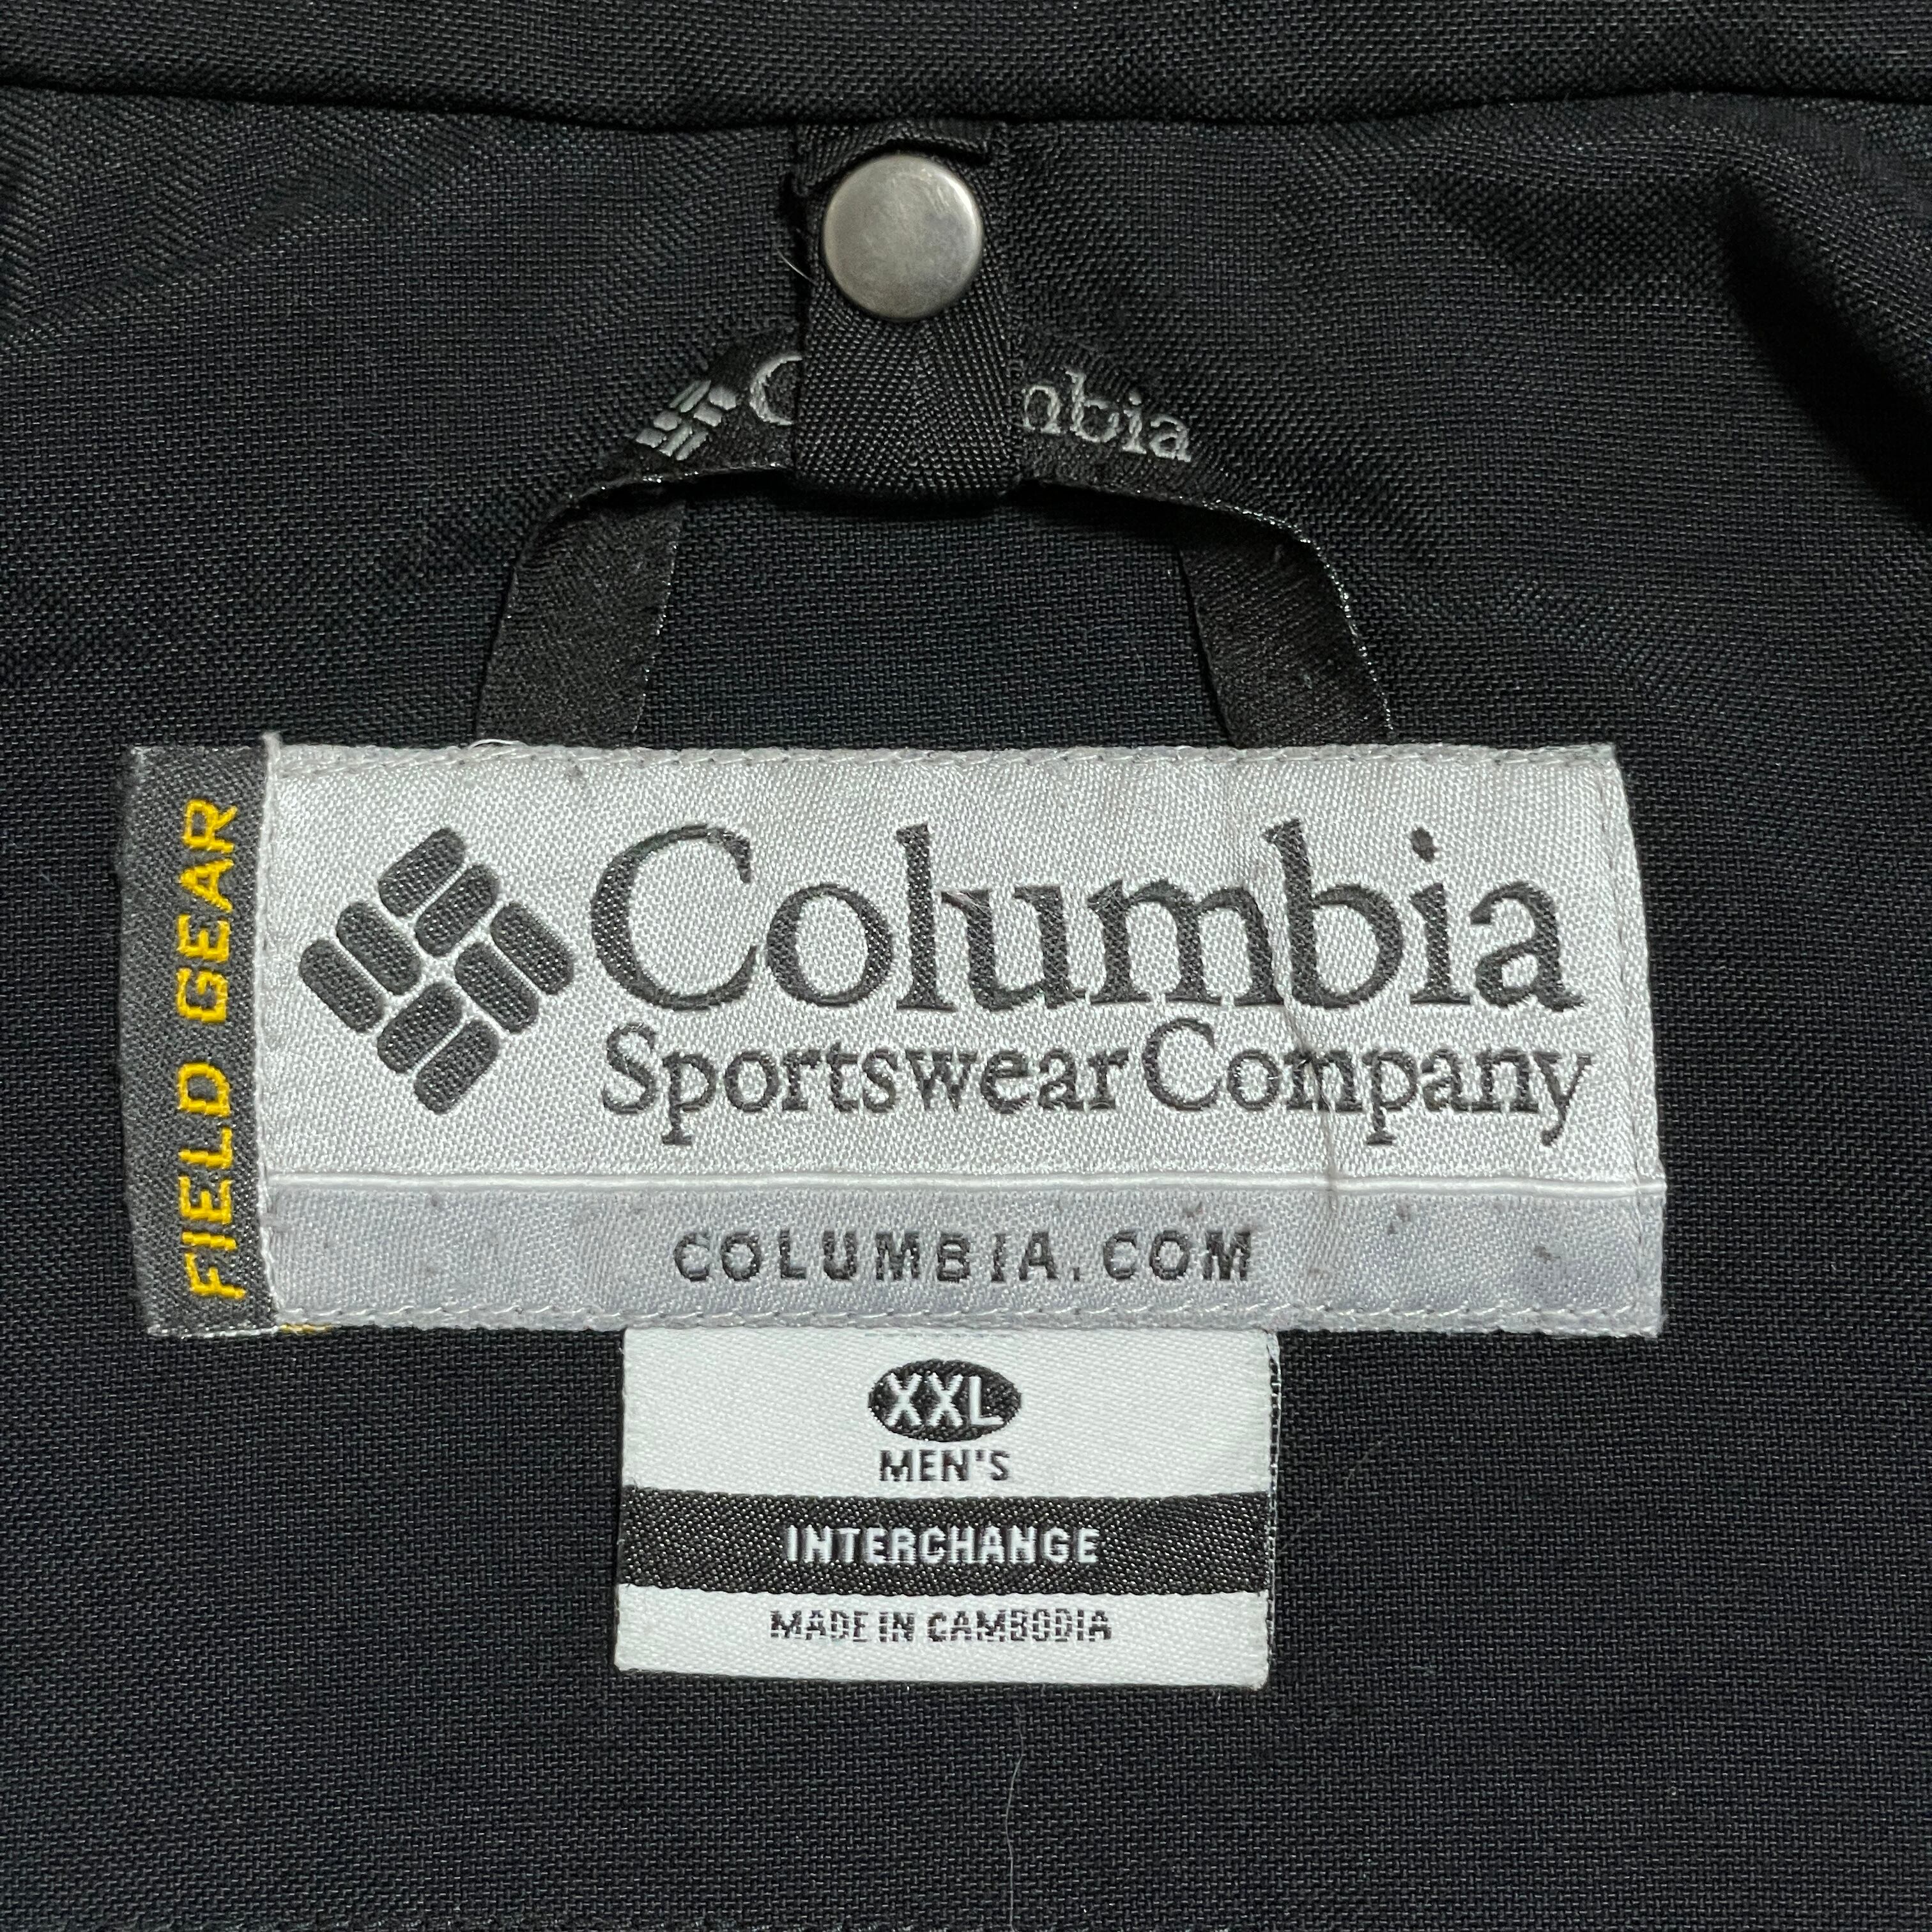 Columbia
FIELD GEAR
Columbia
Sportswear Company
COLUMBIA.COM
XXL
MEN'S
INTERCHANGE
MADE IN CAMBODIA